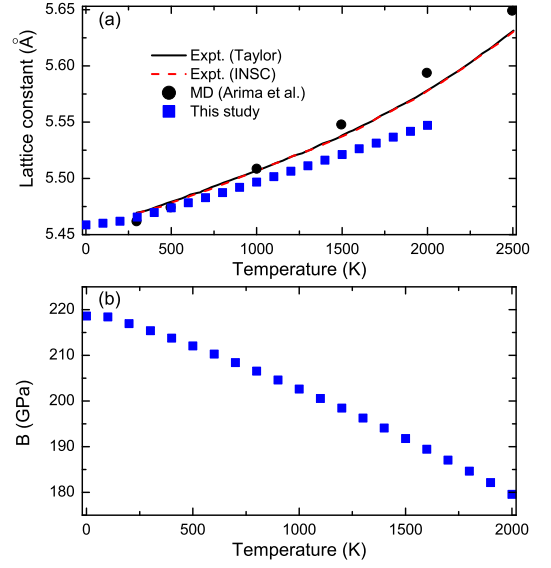 (a)
Expt. (Taylor)
Expt. (INSC)
MD (Arima et al.)
This study
Lattice constant (Å)
5.65
5.60
5.55
5.50
5.45
0 500 1000 1500 2000 2500
Temperature (K)
(b)
B (GPa)
220
210
200
190
180
0 500 1000 1500 2000
Temperature (K)